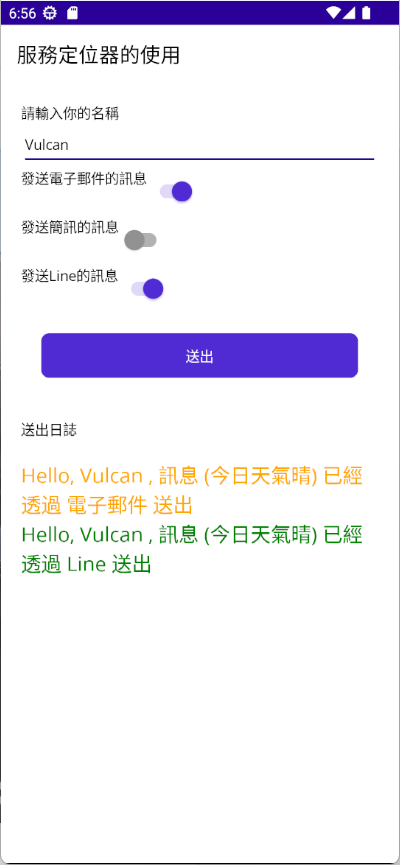 6:56
服務定位器的使用
請輸入你的名稱
Vulcan
發送電子郵件的訊息
發送簡訊的訊息
發送Line的訊息
送出
送出日誌
Hello, Vulcan , 訊息 (今日天氣晴) 已經
透過 電子郵件 送出
Hello, Vulcan , 訊息 (今日天氣晴) 已經
透過 Line 送出